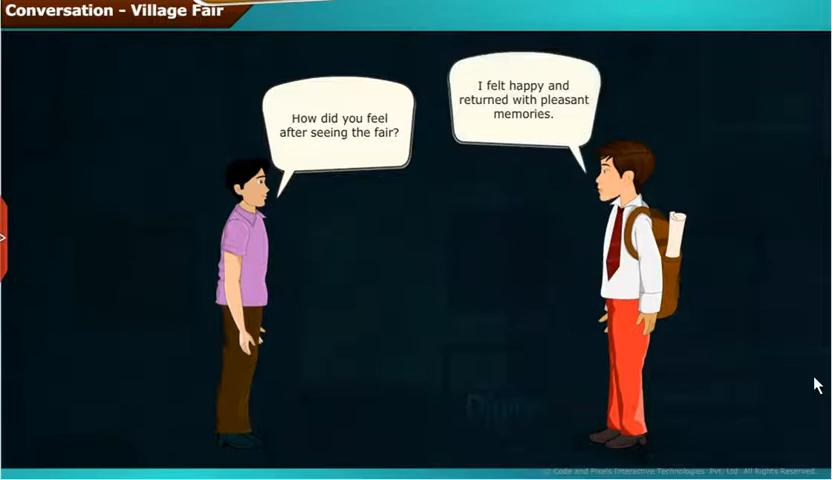 Conversation - Village Fair
How did you feel
after seeing the fair?
I felt happy and
returned with pleasant
memories.
© Code and Pixels Interactive Technologies Pvt. Ltd All Rights Reserved.